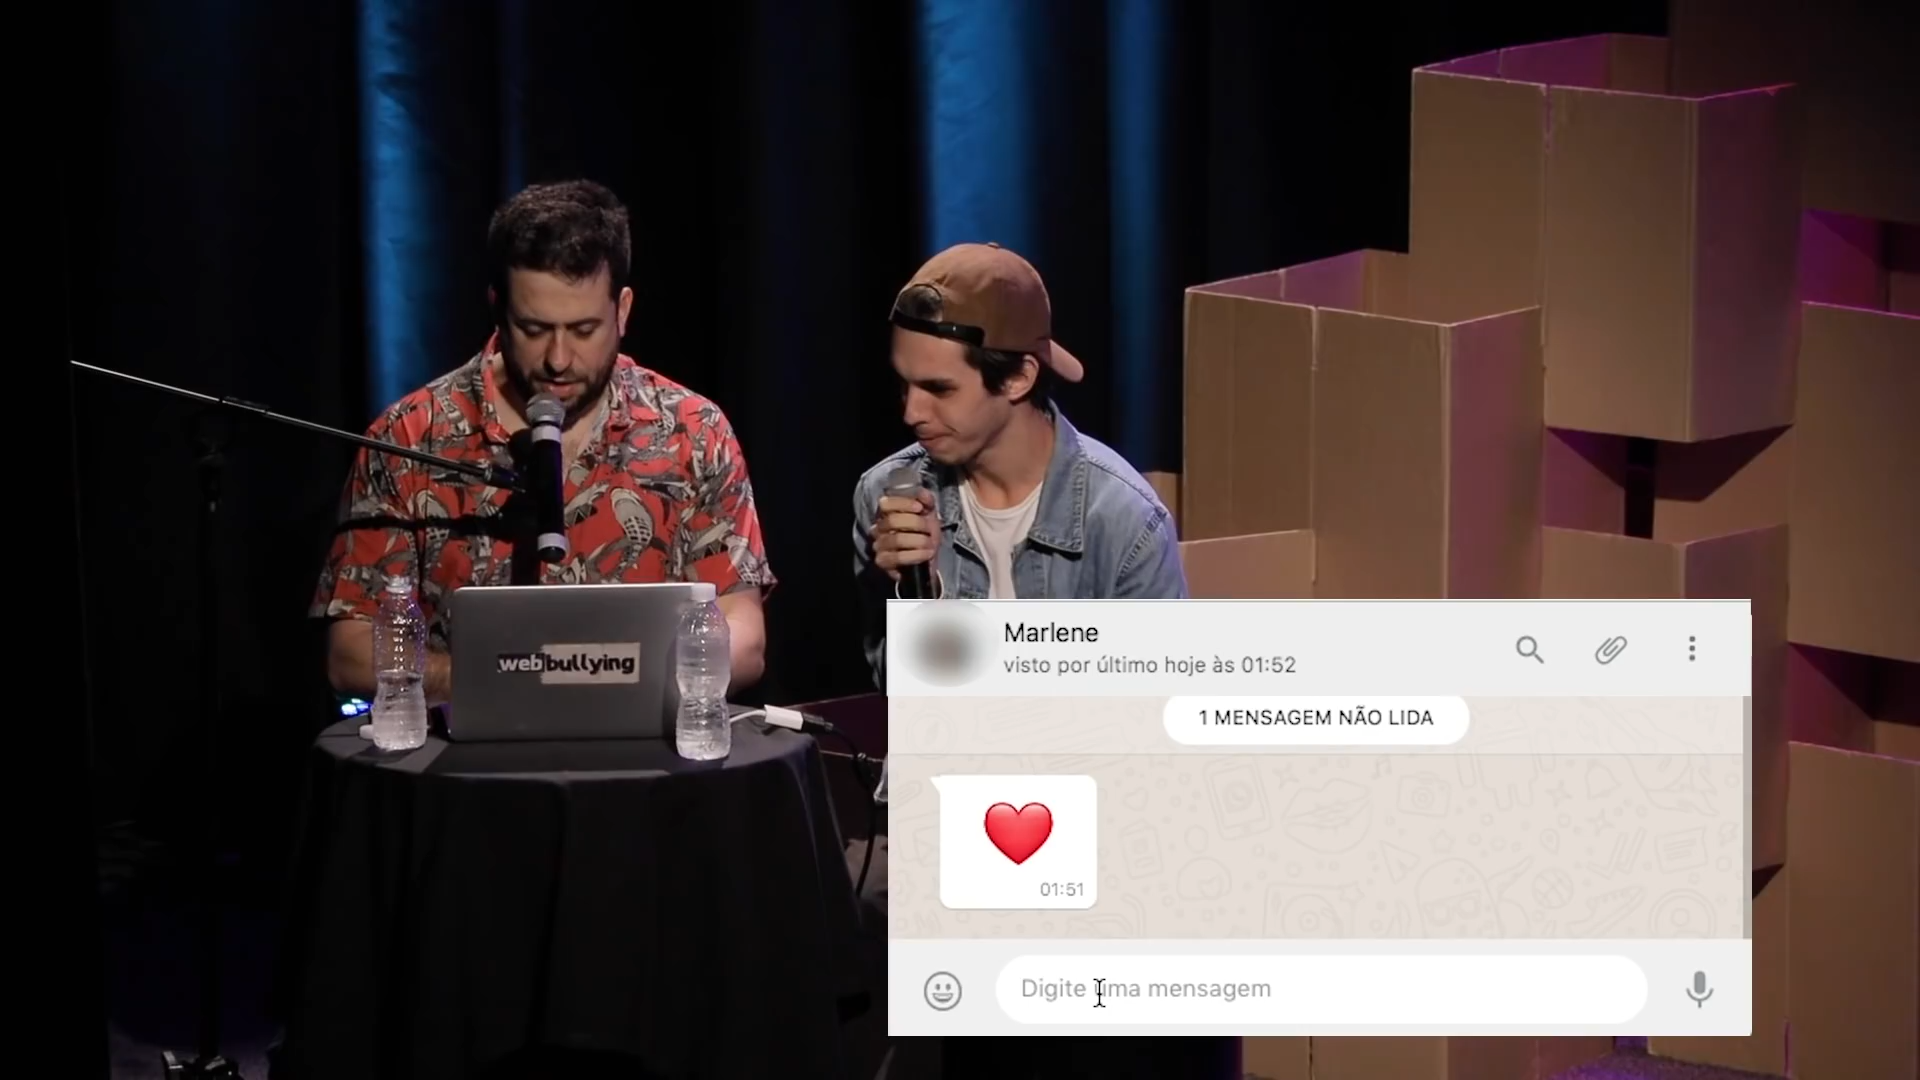 webbullying
Marlene
visto por último hoje às 01:52
1 MENSAGEM NÃO LIDA
01:51
Digite uma mensagem